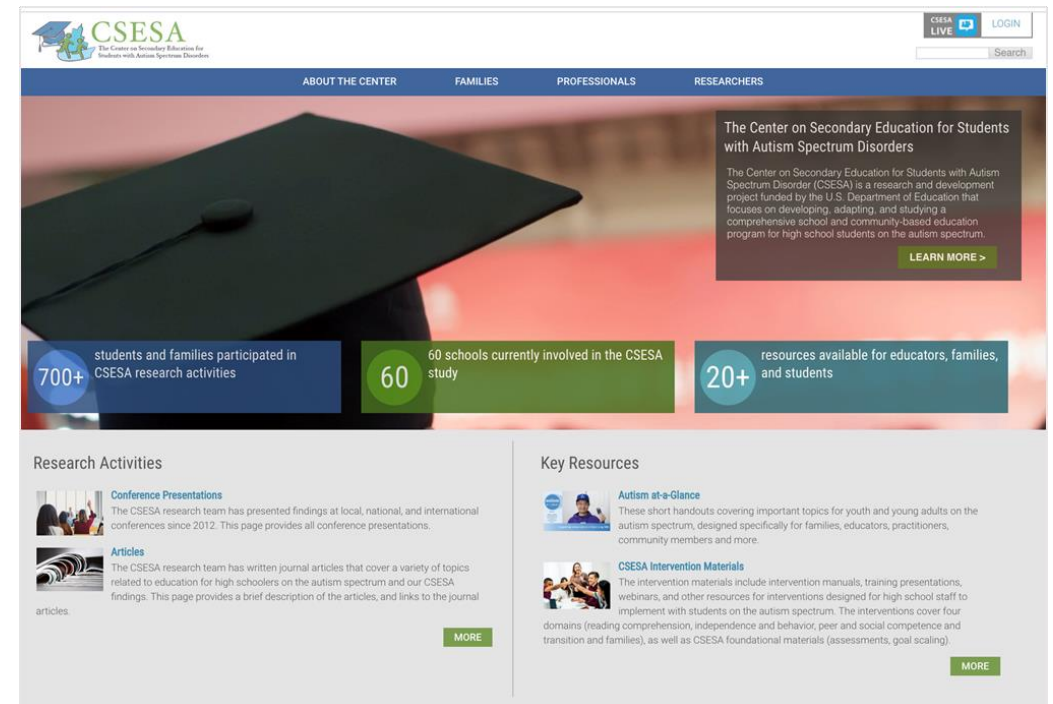 CSESA
The Center on Secondary Education for
Students with Autism Spectrum Disorders
CSESA
LIVE
LOGIN
Search
ABOUT THE CENTER
FAMILIES
PROFESSIONALS
RESEARCHERS
The Center on Secondary Education for Students
with Autism Spectrum Disorders
The Center on Secondary Education for Students with Autism
Spectrum Disorder (CSESA) is a research and development
project funded by the U.S. Department of Education that
focuses on developing, adapting, and studying a
comprehensive school and community-based education
program for high school students on the autism spectrum.
LEARN MORE >
700+
students and families participated in
CSESA research activities
60
60 schools currently involved in the CSESA
study
20+
resources available for educators, families,
and students
Research Activities
Conference Presentations
The CSESA research team has presented findings at local, national, and international
conferences since 2012. This page provides all conference presentations.
Articles
The CSESA research team has written journal articles that cover a variety of topics
related to education for high schoolers on the autism spectrum and our CSESA
findings. This page provides a brief description of the articles, and links to the journal
articles.
MORE
Key Resources
Autism at-a-Glance
These short handouts covering important topics for youth and young adults on the
autism spectrum, designed specifically for families, educators, practitioners,
community members and more.
CSESA Intervention Materials
The intervention materials include intervention manuals, training presentations,
webinars, and other resources for interventions designed for high school staff to
implement with students on the autism spectrum. The interventions cover four
domains (reading comprehension, independence and behavior, peer and social competence and
transition and families), as well as CSESA foundational materials (assessments, goal scaling).
MORE